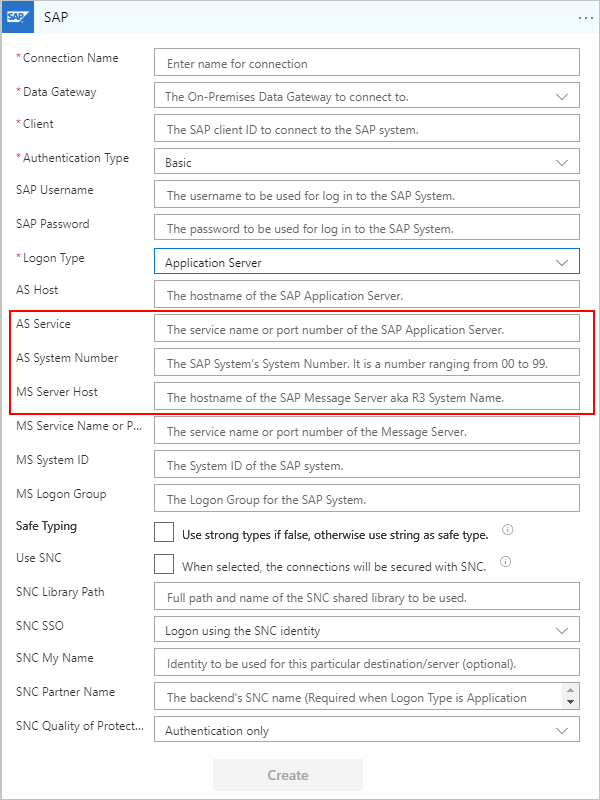 SAP SAP ...
* Connection Name Enter name for connection
* Data Gateway The On-Premises Data Gateway to connect to.
* Client The SAP client ID to connect to the SAP system.
* Authentication Type Basic
SAP Username The username to be used for log in to the SAP System.
SAP Password The password to be used for log in to the SAP System.
* Logon Type Application Server
AS Host The hostname of the SAP Application Server.
AS Service The service name or port number of the SAP Application Server.
AS System Number The SAP System's System Number. It is a number ranging from 00 to 99.
MS Server Host The hostname of the SAP Message Server aka R3 System Name.
MS Service Name or P... The service name or port number of the Message Server.
MS System ID The System ID of the SAP system.
MS Logon Group The Logon Group for the SAP System.
Safe Typing Use strong types if false, otherwise use string as safe type.
Use SNC When selected, the connections will be secured with SNC.
SNC Library Path Full path and name of the SNC shared library to be used.
SNC SSO Logon using the SNC identity
SNC My Name Identity to be used for this particular destination/server (optional).
SNC Partner Name The backend's SNC name (Required when Logon Type is Application
SNC Quality of Protect... Authentication only
Create